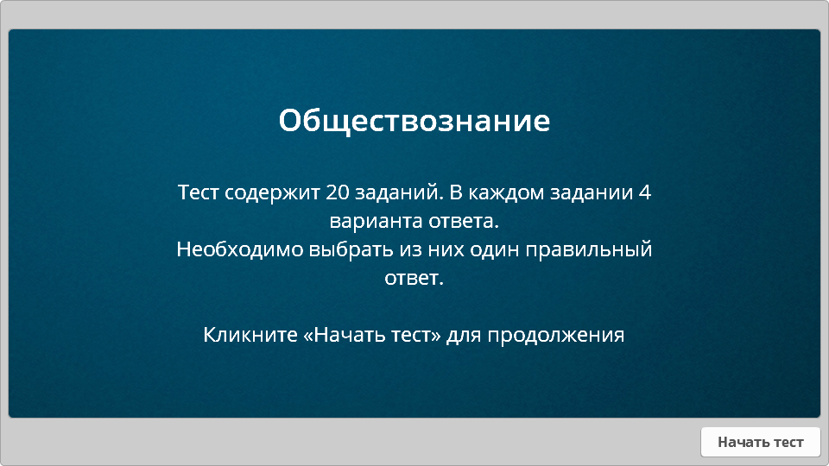 Обществознание
Тест содержит 20 заданий. В каждом задании 4
варианта ответа.
Необходимо выбрать из них один правильный
ответ.
Кликните «Начать тест» для продолжения
Начать тест